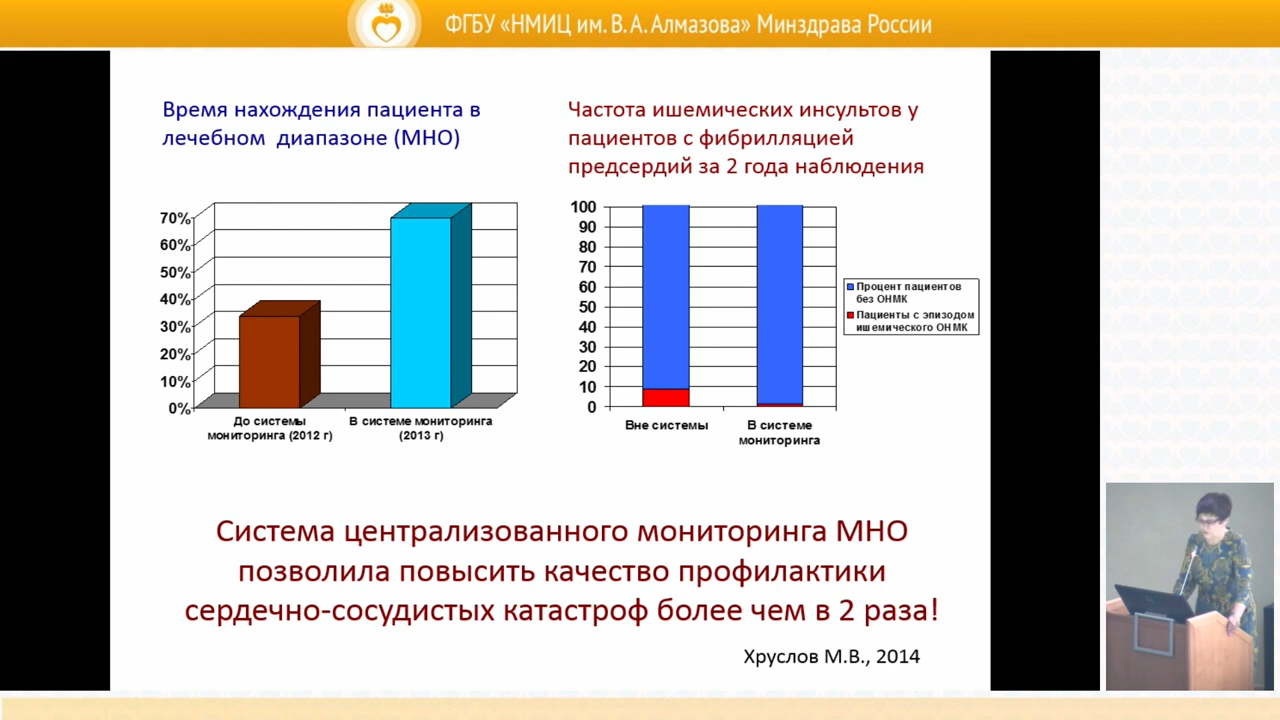 ФГБУ «НМИЦ им. В. А. Алмазова» Минздрава России
Время нахождения пациента в
лечебном диапазоне (МНО)
70%
60%
50%
40%
30%
20%
10%
0%
До системы
мониторинга (2012 г)
В системе мониторинга
(2013 г)
Частота ишемических инсультов у
пациентов с фибрилляцией
предсердий за 2 года наблюдения
100
90
80
70
60
50
40
30
20
10
0
Вне системы
В системе
мониторинга
Процент пациентов
без ОНМК
Пациенты с эпизодом
ишемического ОНМК
Система централизованного мониторинга МНО
позволила повысить качество профилактики
сердечно-сосудистых катастроф более чем в 2 раза!
Хруслов М.В., 2014